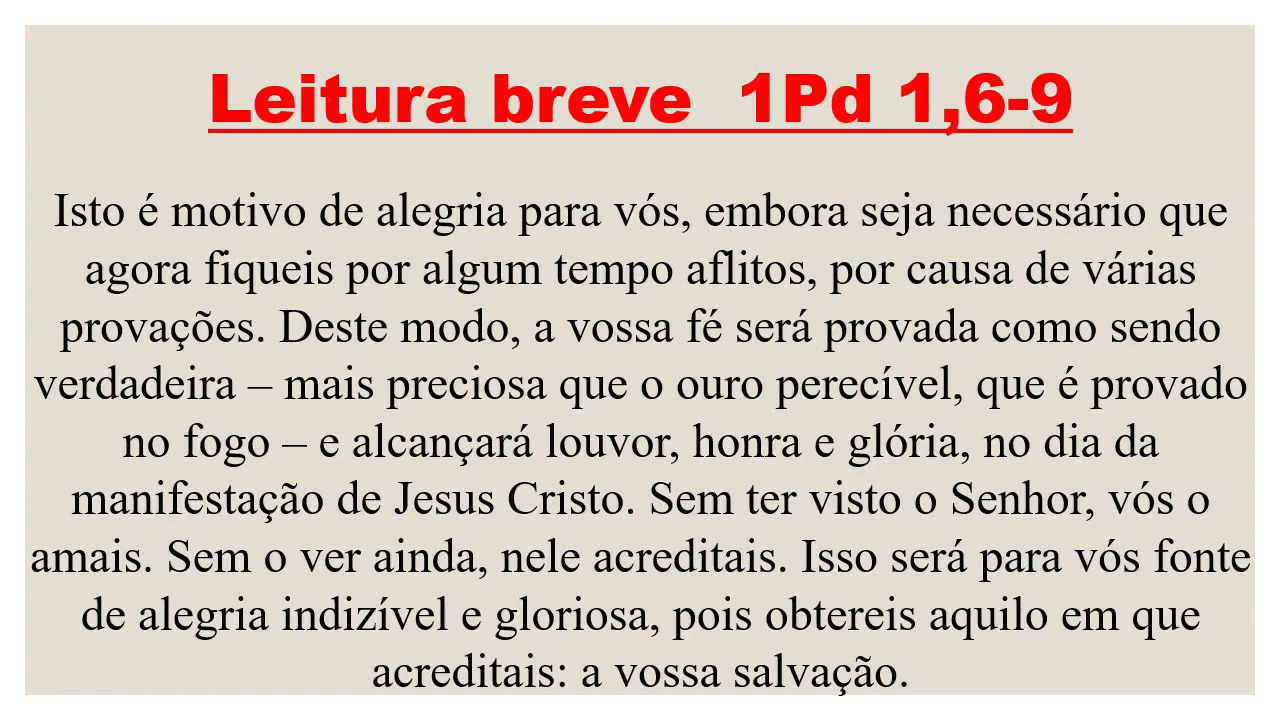 Leitura breve  1Pd 1,6-9
Isto é motivo de alegria para vós, embora seja necessário que
agora fiqueis por algum tempo aflitos, por causa de várias
provações. Deste modo, a vossa fé será provada como sendo
verdadeira – mais preciosa que o ouro perecível, que é provado
no fogo – e alcançará louvor, honra e glória, no dia da
manifestação de Jesus Cristo. Sem ter visto o Senhor, vós o
amais. Sem o ver ainda, nele acreditais. Isso será para vós fonte
de alegria indizível e gloriosa, pois obtereis aquilo em que
acreditais: a vossa salvação.